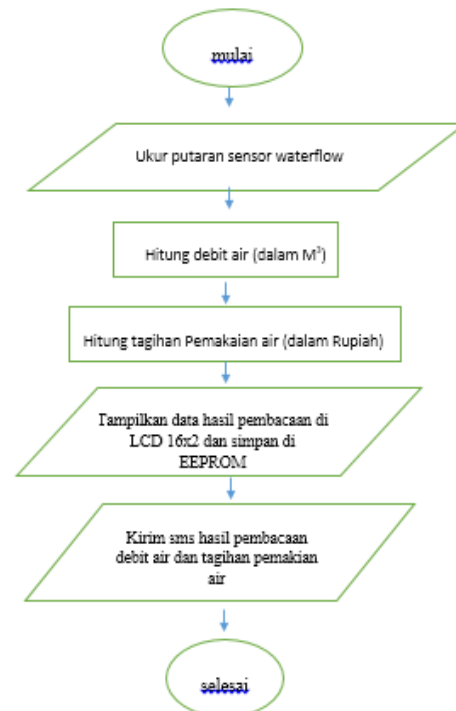 mulai
Ukur putaran sensor waterflow
Hitung debit air (dalam M³)
Hitung tagihan Pemakaian air (dalam Rupiah)
Tampilkan data hasil pembacaan di
LCD 16x2 dan simpan di
EEPROM
Kirim sms hasil pembacaan
debit air dan tagihan pemakian
air
selesai